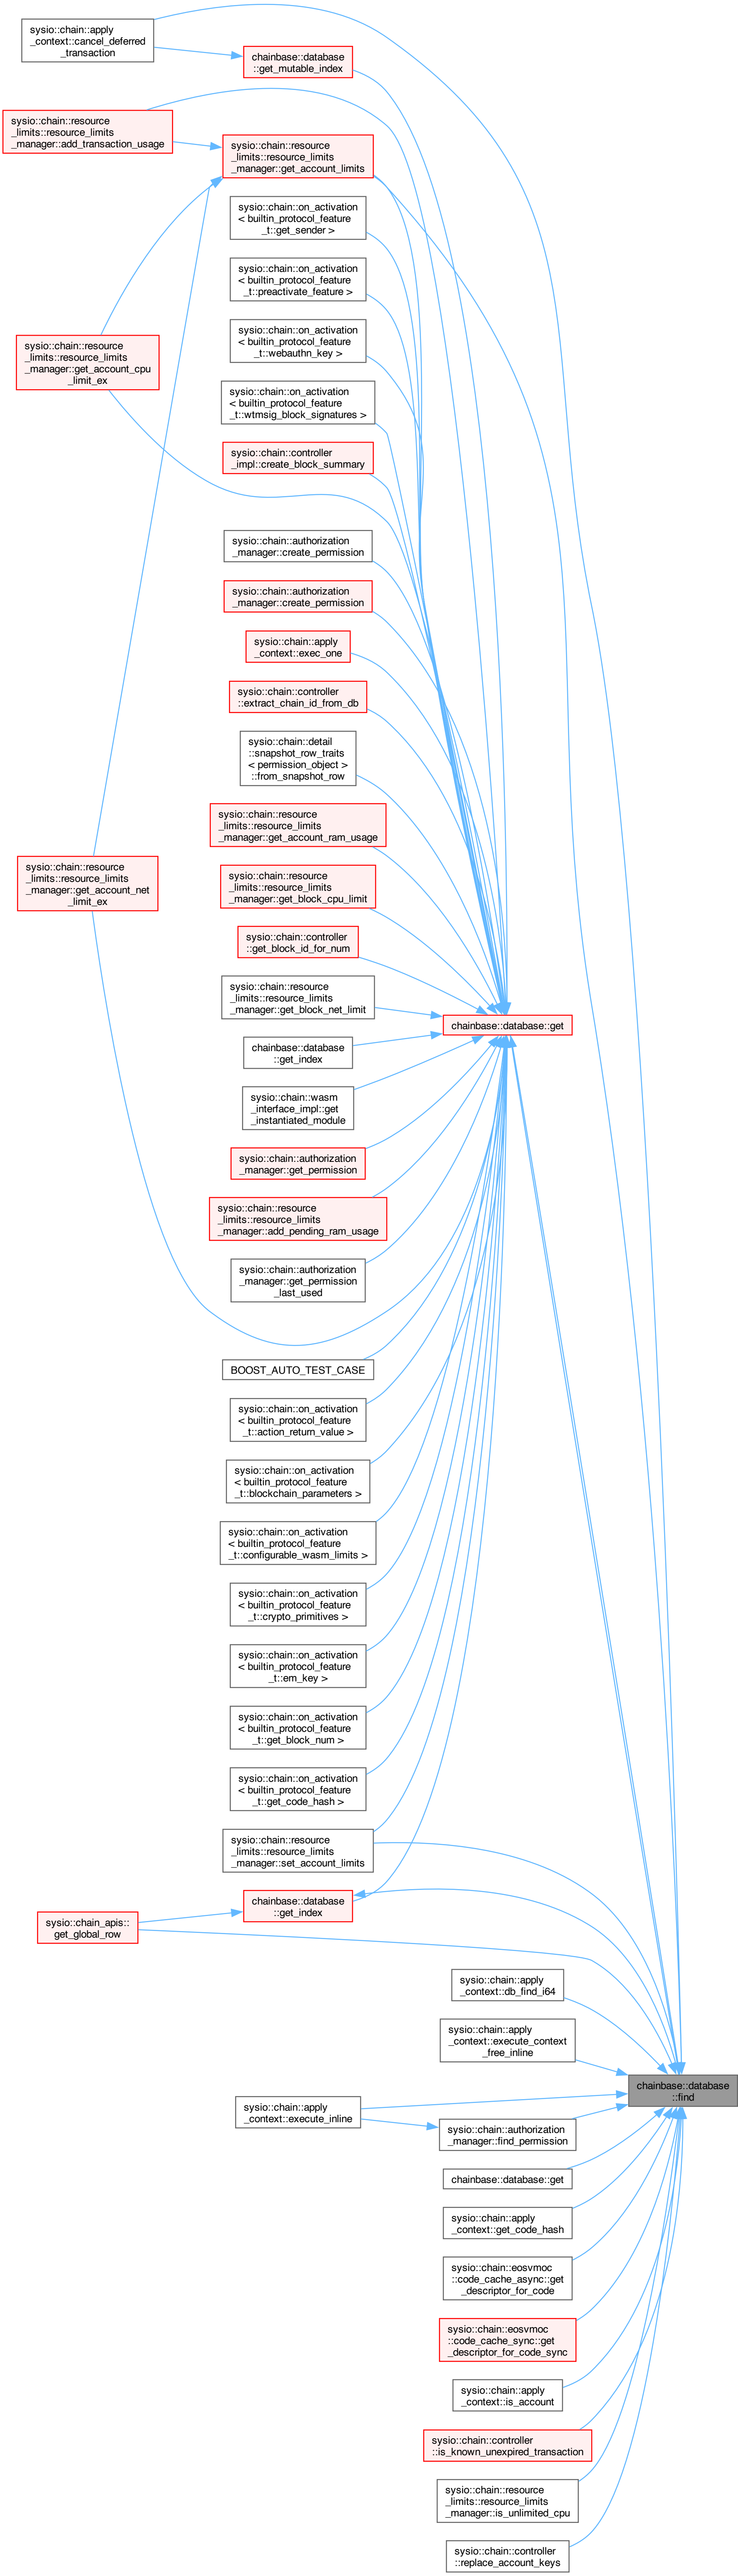 sysio::chain::apply
_context::cancel_deferred
_transaction
chainbase::database
::get_mutable_index
sysio::chain::resource
_limits::resource_limits
_manager::add_transaction_usage
sysio::chain::resource
_limits::resource_limits
_manager::get_account_limits
sysio::chain::on_activation
< builtin_protocol_feature
_t::get_sender >
sysio::chain::on_activation
< builtin_protocol_feature
_t::preactivate_feature >
sysio::chain::on_activation
< builtin_protocol_feature
_t::webauthn_key >
sysio::chain::resource
_limits::resource_limits
_manager::get_account_cpu
_limit_ex
sysio::chain::on_activation
< builtin_protocol_feature
_t::wtmsig_block_signatures >
sysio::chain::controller
_impl::create_block_summary
sysio::chain::authorization
_manager::create_permission
sysio::chain::authorization
_manager::create_permission
sysio::chain::apply
_context::exec_one
sysio::chain::controller
::extract_chain_id_from_db
sysio::chain::detail
::snapshot_row_traits
< permission_object >
::from_snapshot_row
sysio::chain::resource
_limits::resource_limits
_manager::get_account_ram_usage
sysio::chain::resource
_limits::resource_limits
_manager::get_account_net
_limit_ex
sysio::chain::resource
_limits::resource_limits
_manager::get_block_cpu_limit
sysio::chain::controller
::get_block_id_for_num
sysio::chain::resource
_limits::resource_limits
_manager::get_block_net_limit
chainbase::database::get
chainbase::database
::get_index
sysio::chain::wasm
_interface_impl::get
_instantiated_module
sysio::chain::authorization
_manager::get_permission
sysio::chain::resource
_limits::resource_limits
_manager::add_pending_ram_usage
sysio::chain::authorization
_manager::get_permission
_last_used
BOOST_AUTO_TEST_CASE
sysio::chain::on_activation
< builtin_protocol_feature
_t::action_return_value >
sysio::chain::on_activation
< builtin_protocol_feature
_t::blockchain_parameters >
sysio::chain::on_activation
< builtin_protocol_feature
_t::configurable_wasm_limits >
sysio::chain::on_activation
< builtin_protocol_feature
_t::crypto_primitives >
sysio::chain::on_activation
< builtin_protocol_feature
_t::em_key >
sysio::chain::on_activation
< builtin_protocol_feature
_t::get_block_num >
sysio::chain::on_activation
< builtin_protocol_feature
_t::get_code_hash >
sysio::chain::resource
_limits::resource_limits
_manager::set_account_limits
chainbase::database
::get_index
sysio::chain_apis::
get_global_row
sysio::chain::apply
_context::db_find_i64
sysio::chain::apply
_context::execute_context
_free_inline
chainbase::database
::find
sysio::chain::apply
_context::execute_inline
sysio::chain::authorization
_manager::find_permission
chainbase::database::get
sysio::chain::apply
_context::get_code_hash
sysio::chain::eosvmoc
::code_cache_async::get
_descriptor_for_code
sysio::chain::eosvmoc
::code_cache_sync::get
_descriptor_for_code_sync
sysio::chain::apply
_context::is_account
sysio::chain::controller
::is_known_unexpired_transaction
sysio::chain::resource
_limits::resource_limits
_manager::is_unlimited_cpu
sysio::chain::controller
::replace_account_keys